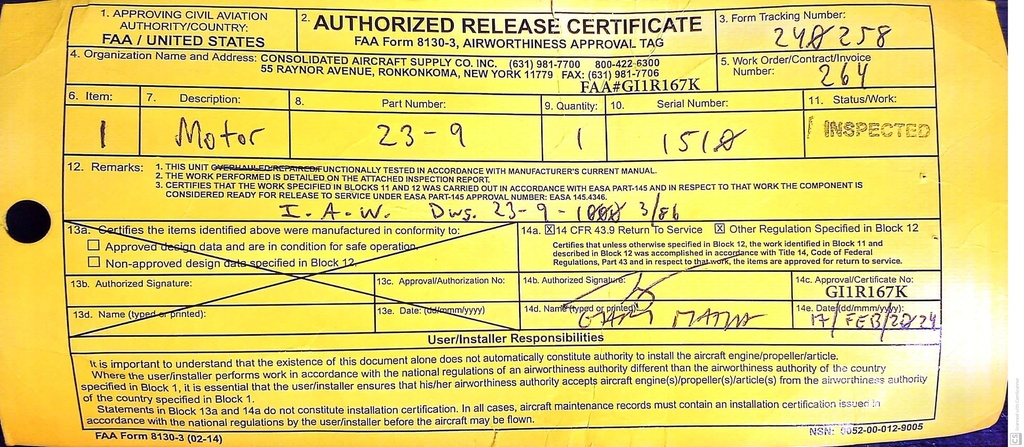 1. APPROVING CIVIL AVIATION
AUTHORITY/COUNTRY:
FAA / UNITED STATES
2.
AUTHORIZED RELEASE CERTIFICATE
FAA Form 8130-3, AIRWORTHINESS APPROVAL TAG
3. Form Tracking Number:
240258
4. Organization Name and Address: CONSOLIDATED AIRCRAFT SUPPLY CO. INC. (631) 981-7700 800-422-6300
55 RAYNOR AVENUE, RONKONKOMA, NEW YORK 11779 FAX: (631) 981-7706
FAA#GI1R167K
5. Work Order/Contract/Invoice
Number:
264
6. Item:
7. Description:
8. Part Number:
9. Quantity:
10. Serial Number:
11. Status/Work:
1
Motor
23-9
1
1510
INSPECTED
12. Remarks:
1. THIS UNIT OVERHAULED/REPAIRED/FUNCTIONALLY TESTED IN ACCORDANCE WITH MANUFACTURER'S CURRENT MANUAL.
2. THE WORK PERFORMED IS DETAILED ON THE ATTACHED INSPECTION REPORT.
3. CERTIFIES THAT THE WORK SPECIFIED IN BLOCKS 11 AND 12 WAS CARRIED OUT IN ACCORDANCE WITH EASA PART-145 AND IN RESPECT TO THAT WORK THE COMPONENT IS
CONSIDERED READY FOR RELEASE TO SERVICE UNDER EASA PART-145 APPROVAL NUMBER: EASA 145.4346.
I.A.W. Dwg. 23-9-1000 3/86
13a. Certifies the items identified above were manufactured in conformity to:
Approved design data and are in condition for safe operation.
Non-approved design data specified in Block 12.
14a. X 14 CFR 43.9 Return To Service X Other Regulation Specified in Block 12
Certifies that unless otherwise specified in Block 12, the work identified in Block 11 and
described in Block 12 was accomplished in accordance with Title 14, Code of Federal
Regulations, Part 43 and in respect to that work, the items are approved for return to service.
13b. Authorized Signature:
13c. Approval/Authorization No:
14b. Authorized Signature:
14c. Approval/Certificate No:
GI1R167K
13d. Name (typed or printed):
13e. Date: (dd/mmm/yyyy)
14d. Name (typed or printed):
14e. Date(dd/mmm/yyyy):
17/FEB/2024
User/Installer Responsibilities
It is important to understand that the existence of this document alone does not automatically constitute authority to install the aircraft engine/propeller/article.
Where the user/installer performs work in accordance with the national regulations of an airworthiness authority different than the airworthiness authority of the country
specified in Block 1, it is essential that the user/installer ensures that his/her airworthiness authority accepts aircraft engine(s)/propeller(s)/article(s) from the airworthiness authority
of the country specified in Block 1.
Statements in Block 13a and 14a do not constitute installation certification. In all cases, aircraft maintenance records must contain an installation certification issued in
accordance with the national regulations by the user/installer before the aircraft may be flown.
FAA Form 8130-3 (02-14)
NSN: 0052-00-012-9005